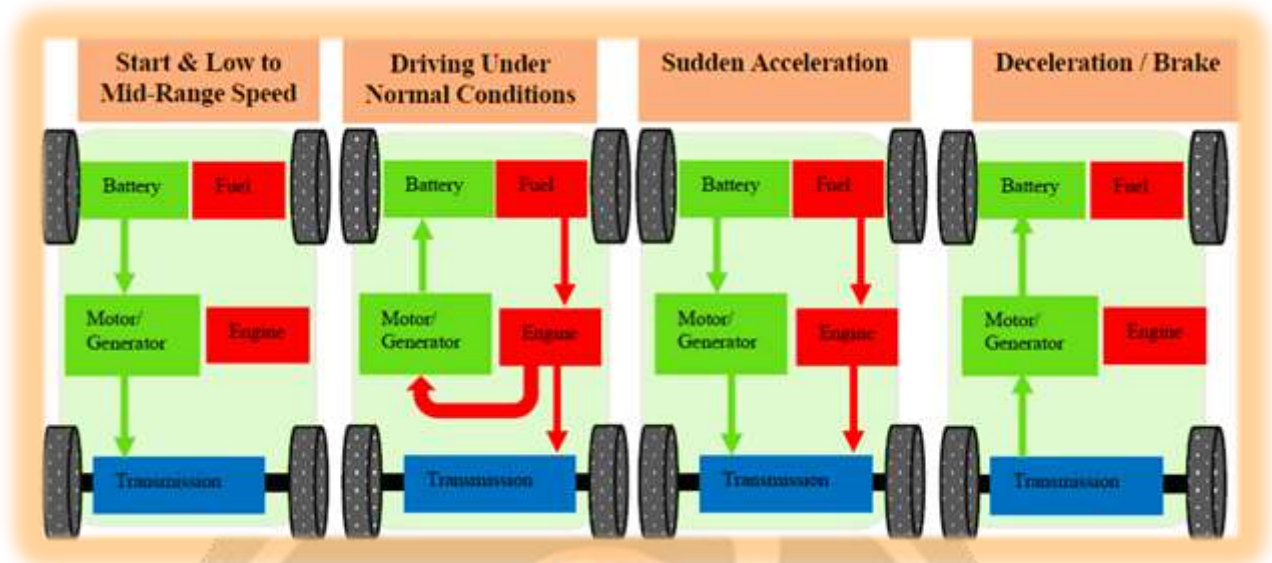 Start & Low to
Mid-Range Speed
Driving Under
Normal Conditions
Sudden Acceleration
Deceleration / Brake
Battery
Fuel
Battery
Fuel
Battery
Fuel
Battery
Fuel
Motor/
Generator
Engine
Motor/
Generator
Engine
Motor/
Generator
Engine
Motor/
Generator
Engine
Transmission
Transmission
Transmission
Transmission